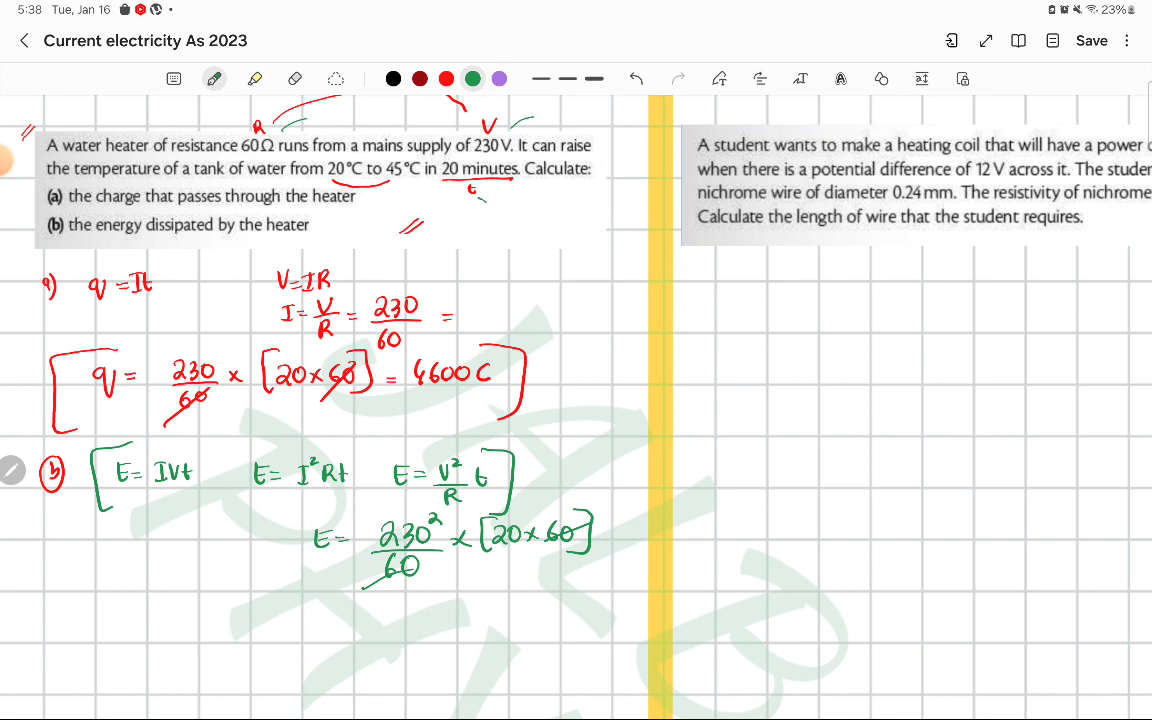 5:38 Tue, Jan 16
23%
Current electricity As 2023
Save
R
V
A water heater of resistance 60Ω runs from a mains supply of 230 V. It can raise
the temperature of a tank of water from 20 °C to 45 °C in 20 minutes. Calculate:
t
(a) the charge that passes through the heater
(b) the energy dissipated by the heater
A student wants to make a heating coil that will have a power
when there is a potential difference of 12 V across it. The
nichrome wire of diameter 0.24 mm. The resistivity of nichrome
Calculate the length of wire that the student requires.
a) q = It V = IR
I = V/R = 230/60 =
q = 230/60 × [20 × 60] = 4600 C
b) E = IVt E = I²Rt E = V²/R t
E = 230²/60 × [20 × 60]